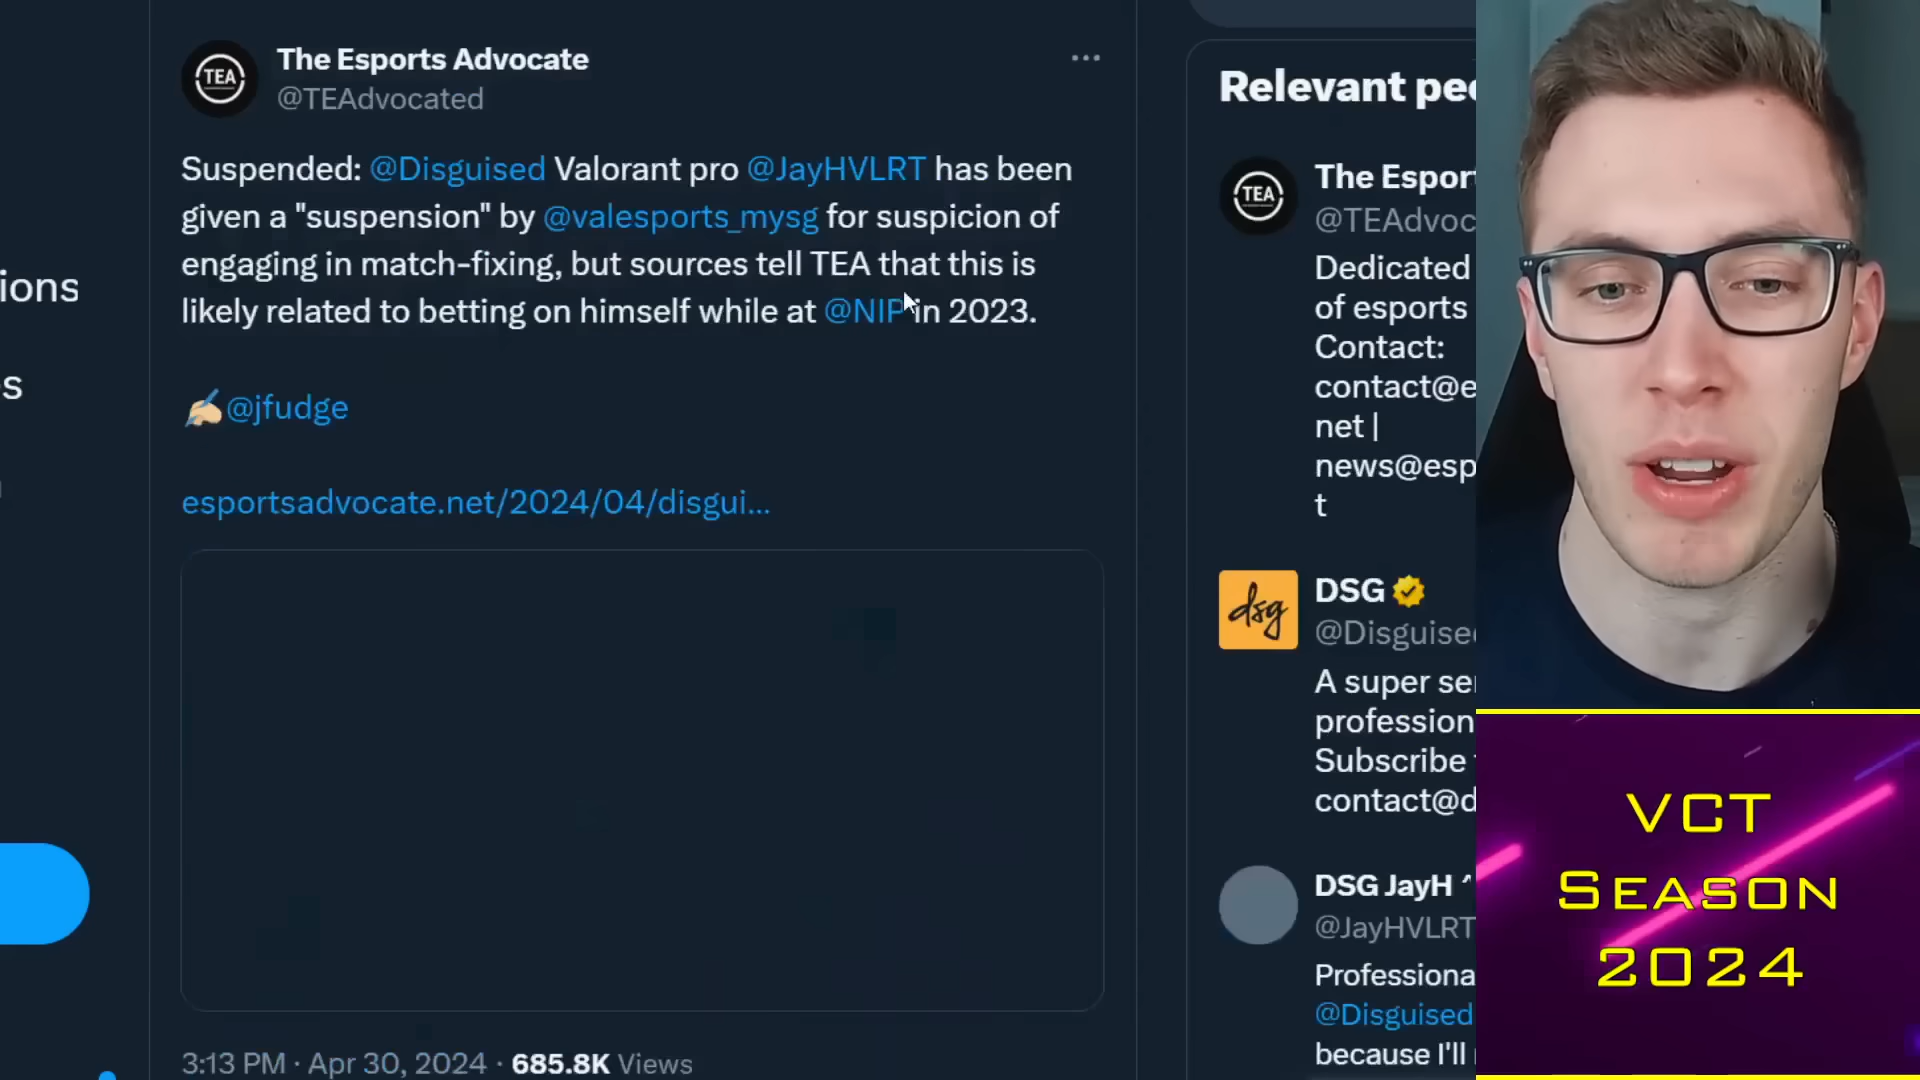 The Esports Advocate
@TEAdvocated
TEA
Suspended: @Disguised Valorant pro @JayHVLRT has been
given a "suspension" by @valesports_mysg for suspicion of
engaging in match-fixing, but sources tell TEA that this is
likely related to betting on himself while at @NIP in 2023.
✍🏼@jfudge
esportsadvocate.net/2024/04/disgui...
3:13 PM · Apr 30, 2024 · 685.8K Views
ions
s
Relevant pe
TEA
The Espor
@TEAdvoc
Dedicated
of esports
Contact:
contact@e
net |
news@esp
t
dsg
DSG
@Disguise
A super se
profession
Subscribe
contact@d
DSG JayH ^
@JayHVLRT
Professiona
@Disguised
because I'll
VCT
SEASON
2024